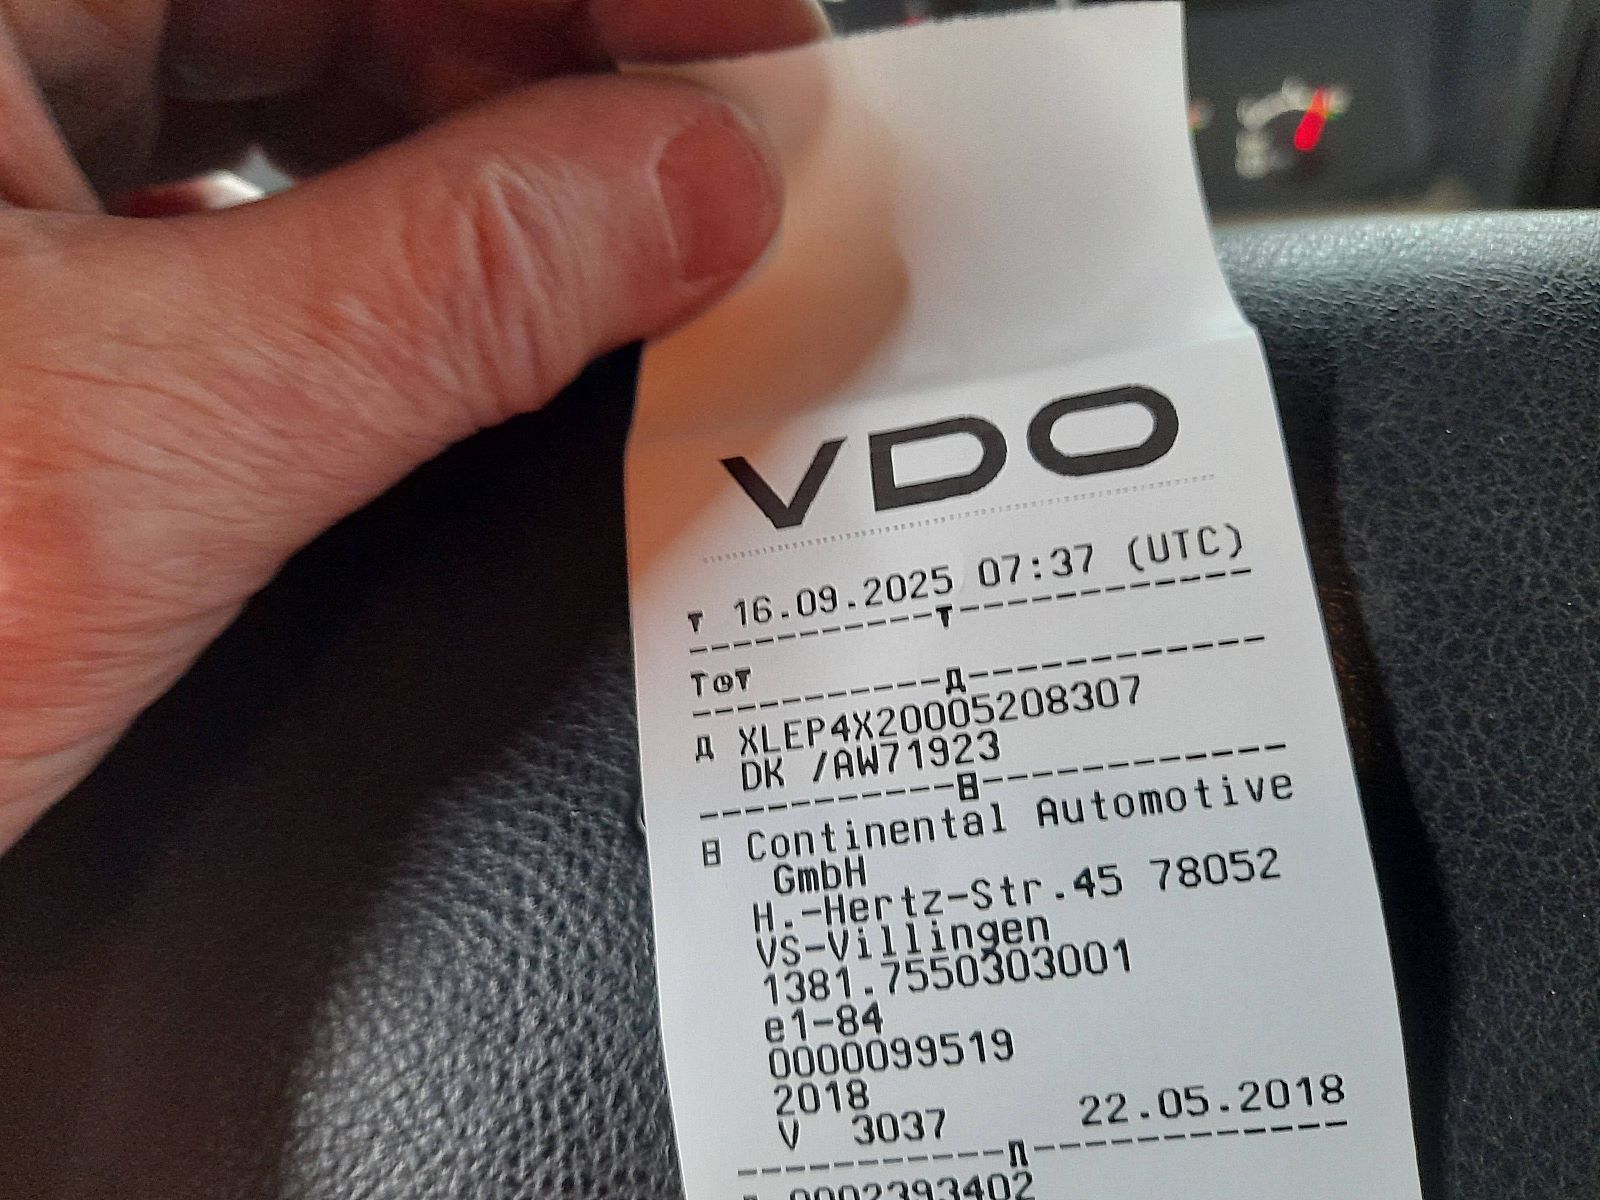 VDO
▼ 16.09.2025 07:37 (UTC)
-----------▼-------------
T⊙▼
-----------Д-------------
Д XLEP4X20005208307
DK /AW71923
-----------B-------------
B Continental Automotive
GmbH
H.-Hertz-Str.45 78052
VS-Villingen
1381.7550303001
e1-84
0000099519
2018
V 3037 22.05.2018
-----------П-------------
0002393402